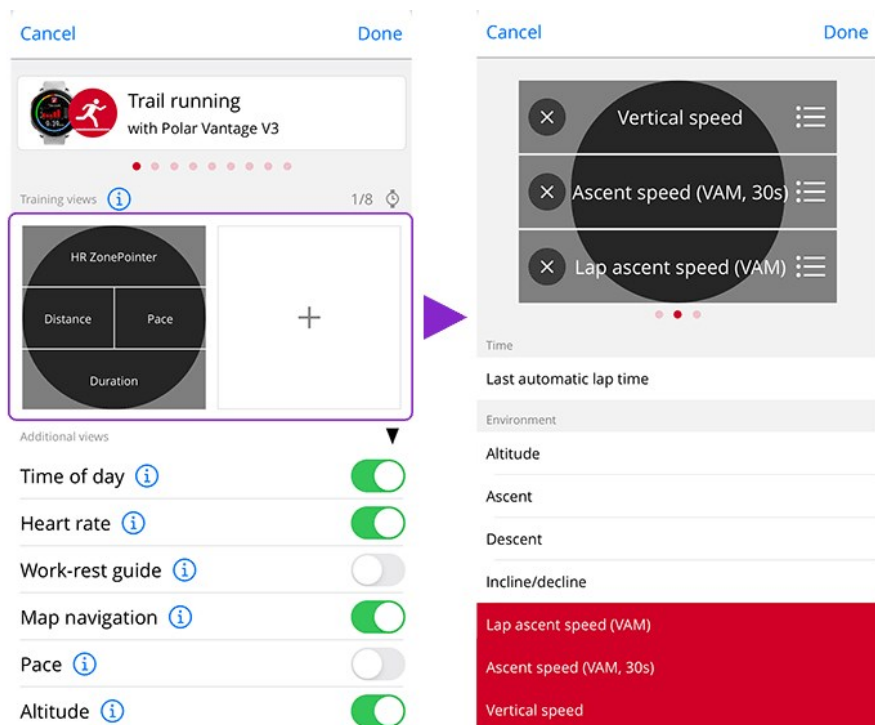 Cancel
Done
Trail running
with Polar Vantage V3
Training views
1/8
HR ZonePointer
Distance
Pace
Duration
+
Additional views
Time of day
Heart rate
Work-rest guide
Map navigation
Pace
Altitude
Cancel
Done
Vertical speed
Ascent speed (VAM, 30s)
Lap ascent speed (VAM)
Time
Last automatic lap time
Environment
Altitude
Ascent
Descent
Incline/decline
Lap ascent speed (VAM)
Ascent speed (VAM, 30s)
Vertical speed